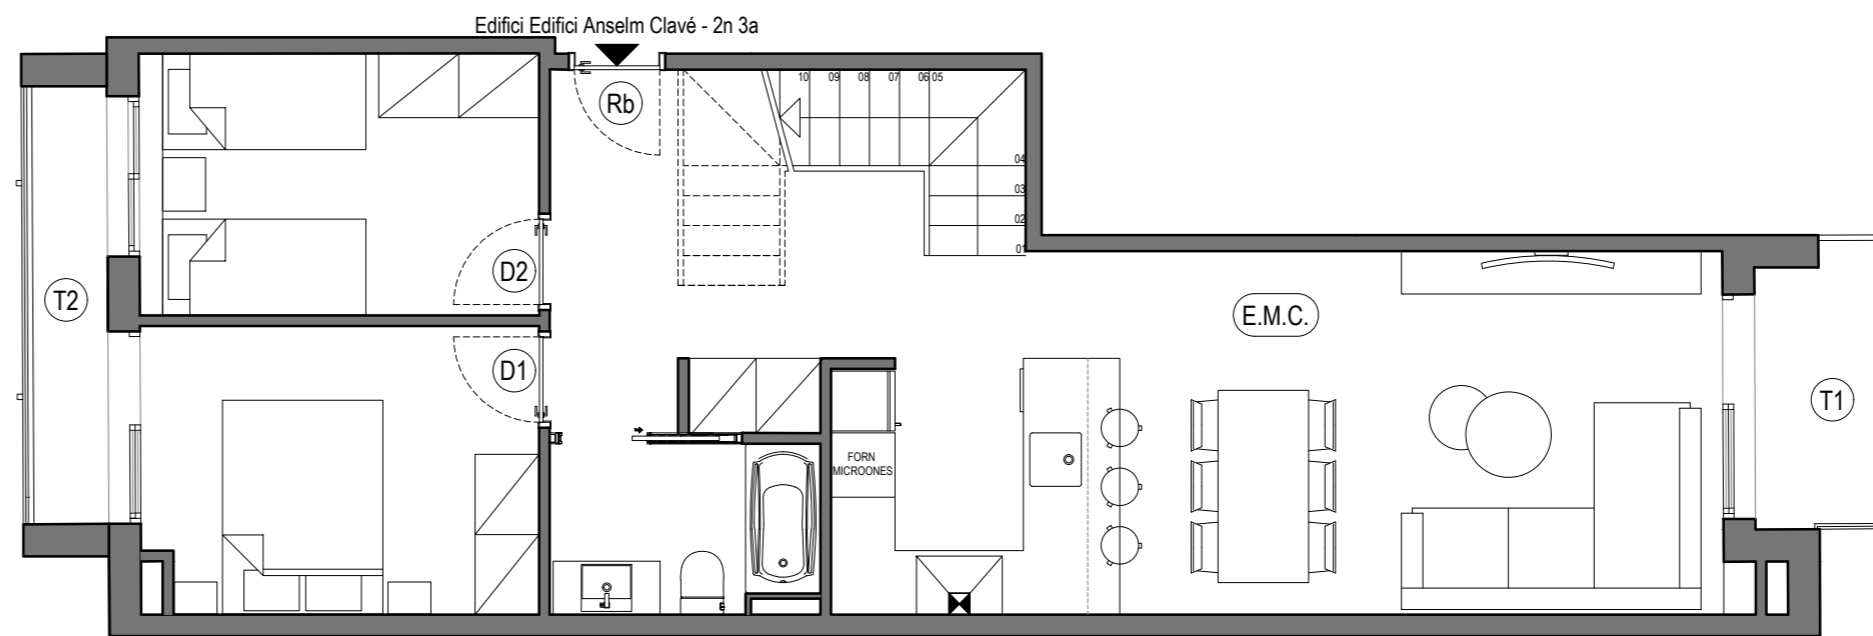 Edifici Edifici Anselm Clavé - 2n 3a
Rb
10 09 08 07 06 05
04
03
02
01
D2
T2
E.M.C.
D1
T1
FORN
MICROONES